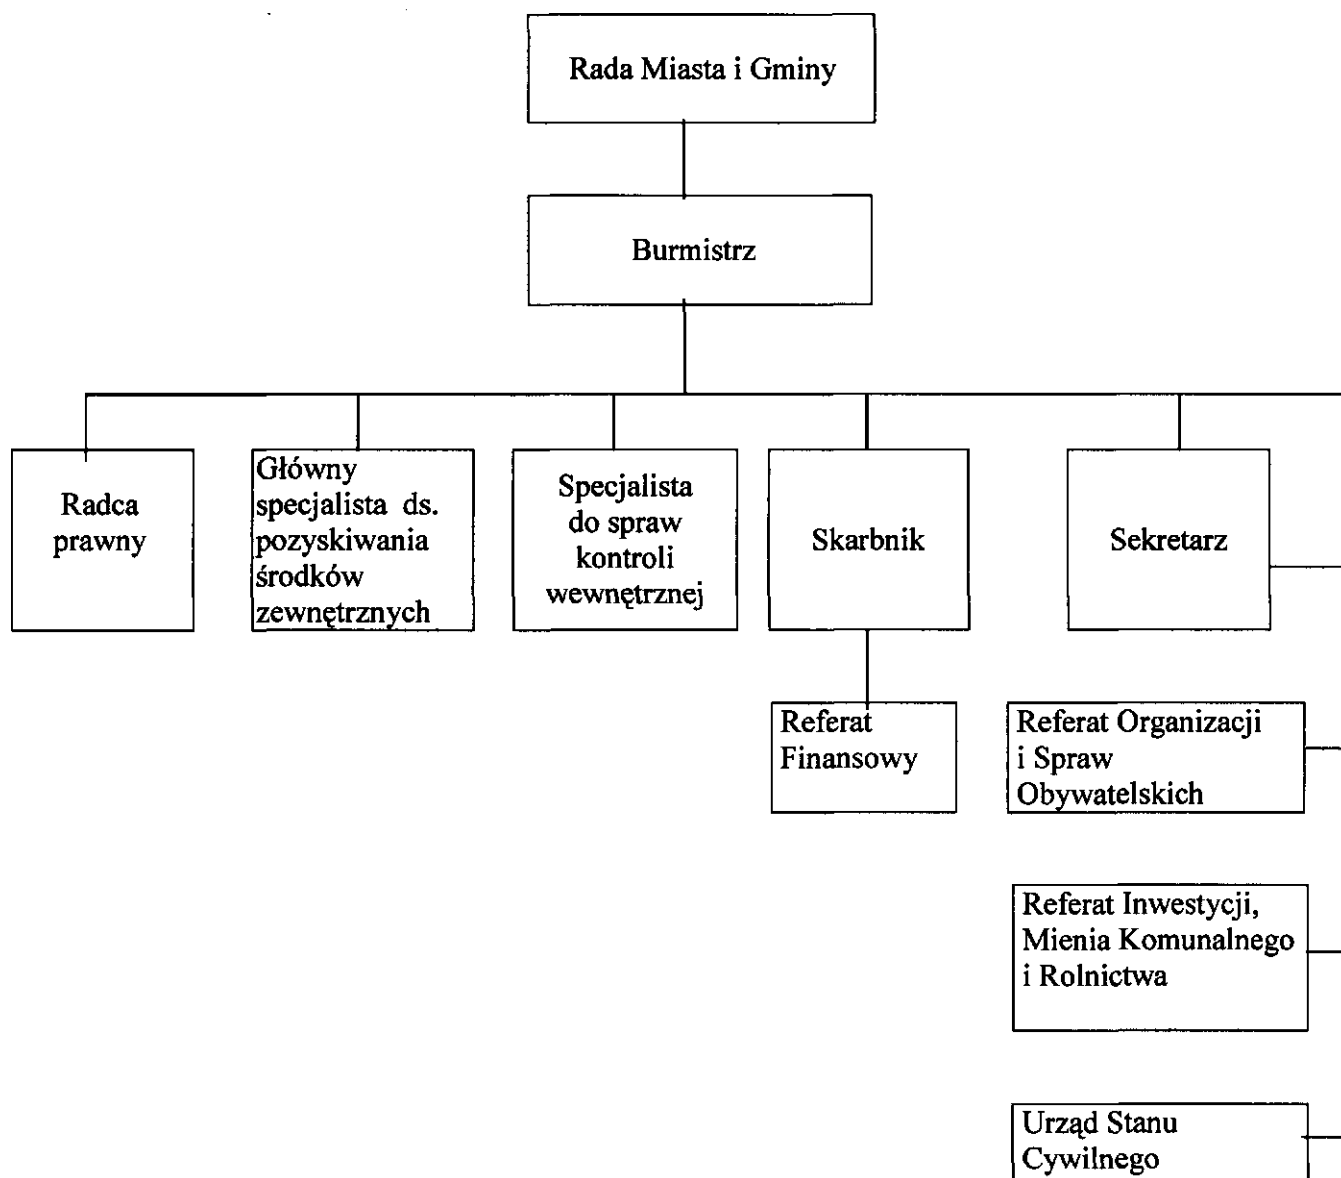 Rada Miasta i Gminy
Burmistrz
Radca
prawny
Główny
specjalista ds.
pozyskiwania
środków
zewnętrznych
Specjalista
do spraw
kontroli
wewnętrznej
Skarbnik
Sekretarz
Referat
Finansowy
Referat Organizacji
i Spraw
Obywatelskich
Referat Inwestycji,
Mienia Komunalnego
i Rolnictwa
Urząd Stanu
Cywilnego